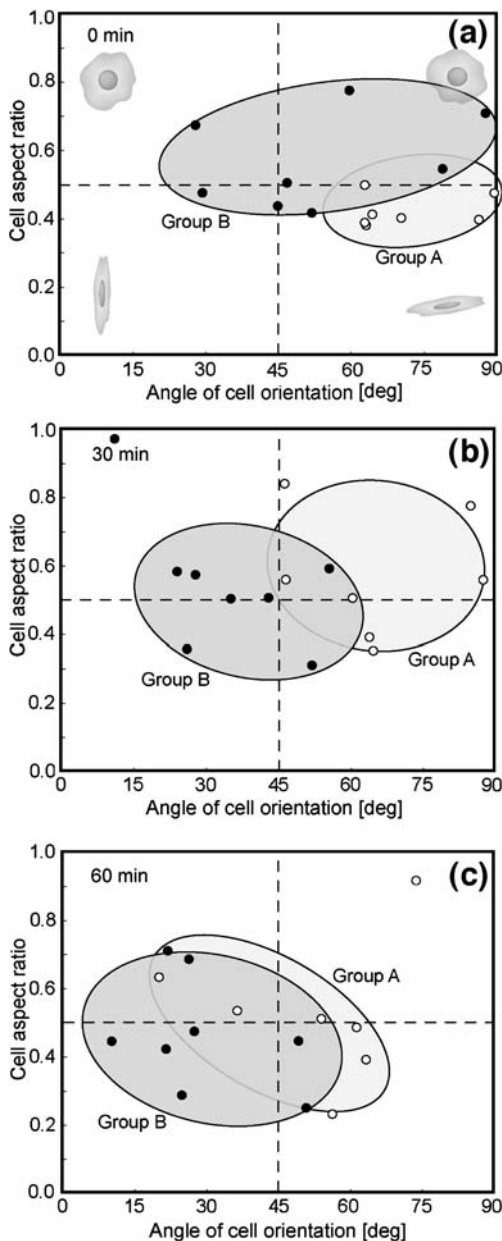 0 min
(a)
1.0
0.8
0.6
0.4
0.2
0.0
Cell aspect ratio
Group B
Group A
0
15
30
45
60
75
90
Angle of cell orientation [deg]
30 min
(b)
1.0
0.8
0.6
0.4
0.2
0.0
Cell aspect ratio
Group B
Group A
0
15
30
45
60
75
90
Angle of cell orientation [deg]
60 min
(c)
1.0
0.8
0.6
0.4
0.2
0.0
Cell aspect ratio
Group A
Group B
0
15
30
45
60
75
90
Angle of cell orientation [deg]